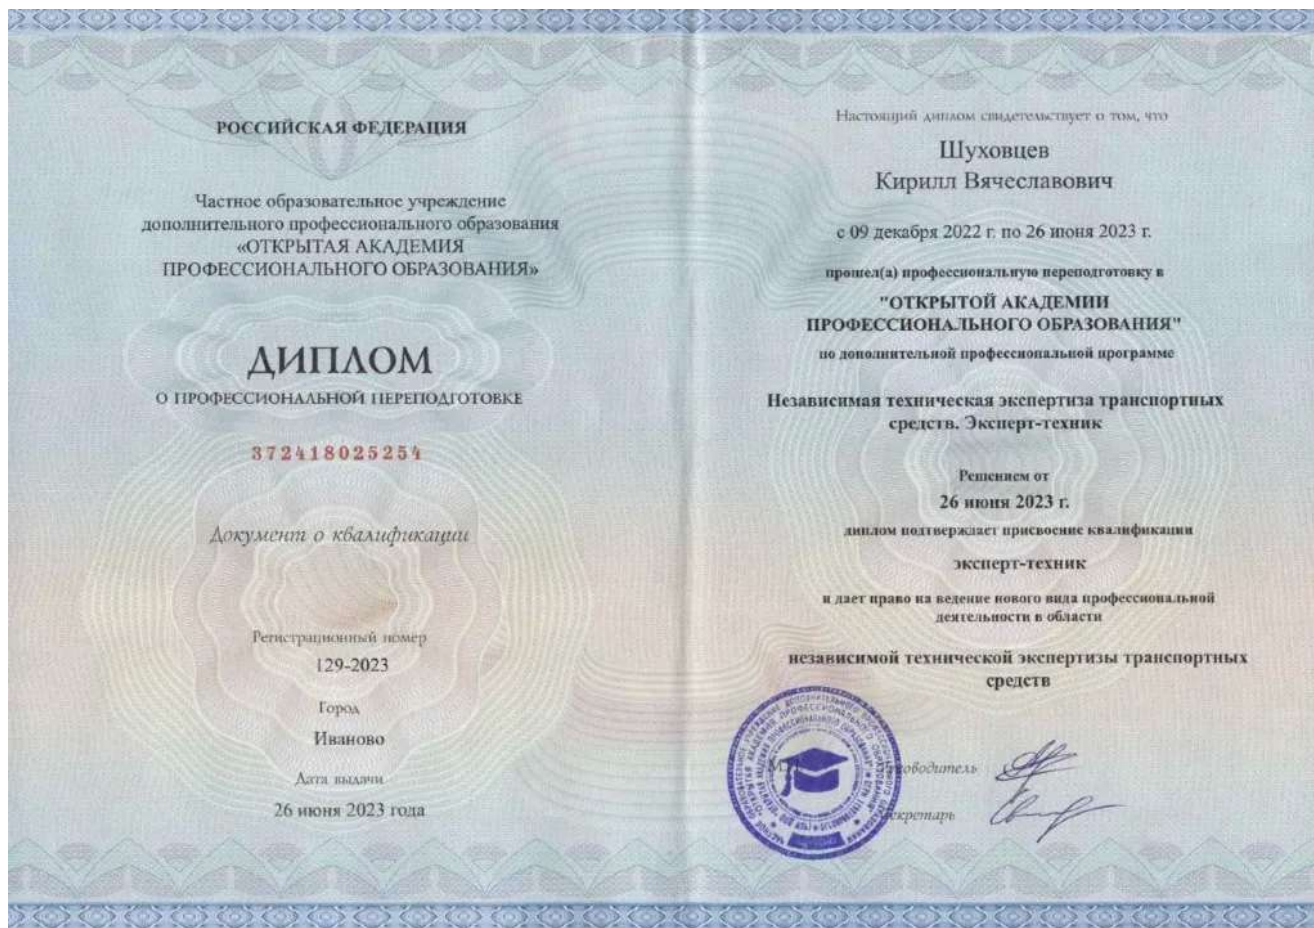 РОССИЙСКАЯ ФЕДЕРАЦИЯ
Частное образовательное учреждение
дополнительного профессионального образования
«ОТКРЫТАЯ АКАДЕМИЯ
ПРОФЕССИОНАЛЬНОГО ОБРАЗОВАНИЯ»
ДИПЛОМ
О ПРОФЕССИОНАЛЬНОЙ ПЕРЕПОДГОТОВКЕ
372418025254
Документ о квалификации
Регистрационный номер
129-2023
Город
Иваново
Дата выдачи
26 июня 2023 года
Настоящий диплом свидетельствует о том, что
Шуховцев
Кирилл Вячеславович
с 09 декабря 2022 г. по 26 июня 2023 г.
прошел(а) профессиональную переподготовку в
"ОТКРЫТОЙ АКАДЕМИИ
ПРОФЕССИОНАЛЬНОГО ОБРАЗОВАНИЯ"
по дополнительной профессиональной программе
Независимая техническая экспертиза транспортных
средств. Эксперт-техник
Решением от
26 июня 2023 г.
диплом подтверждает присвоение квалификации
эксперт-техник
и дает право на ведение нового вида профессиональной
деятельности в области
независимой технической экспертизы транспортных
средств
Руководитель
Секретарь